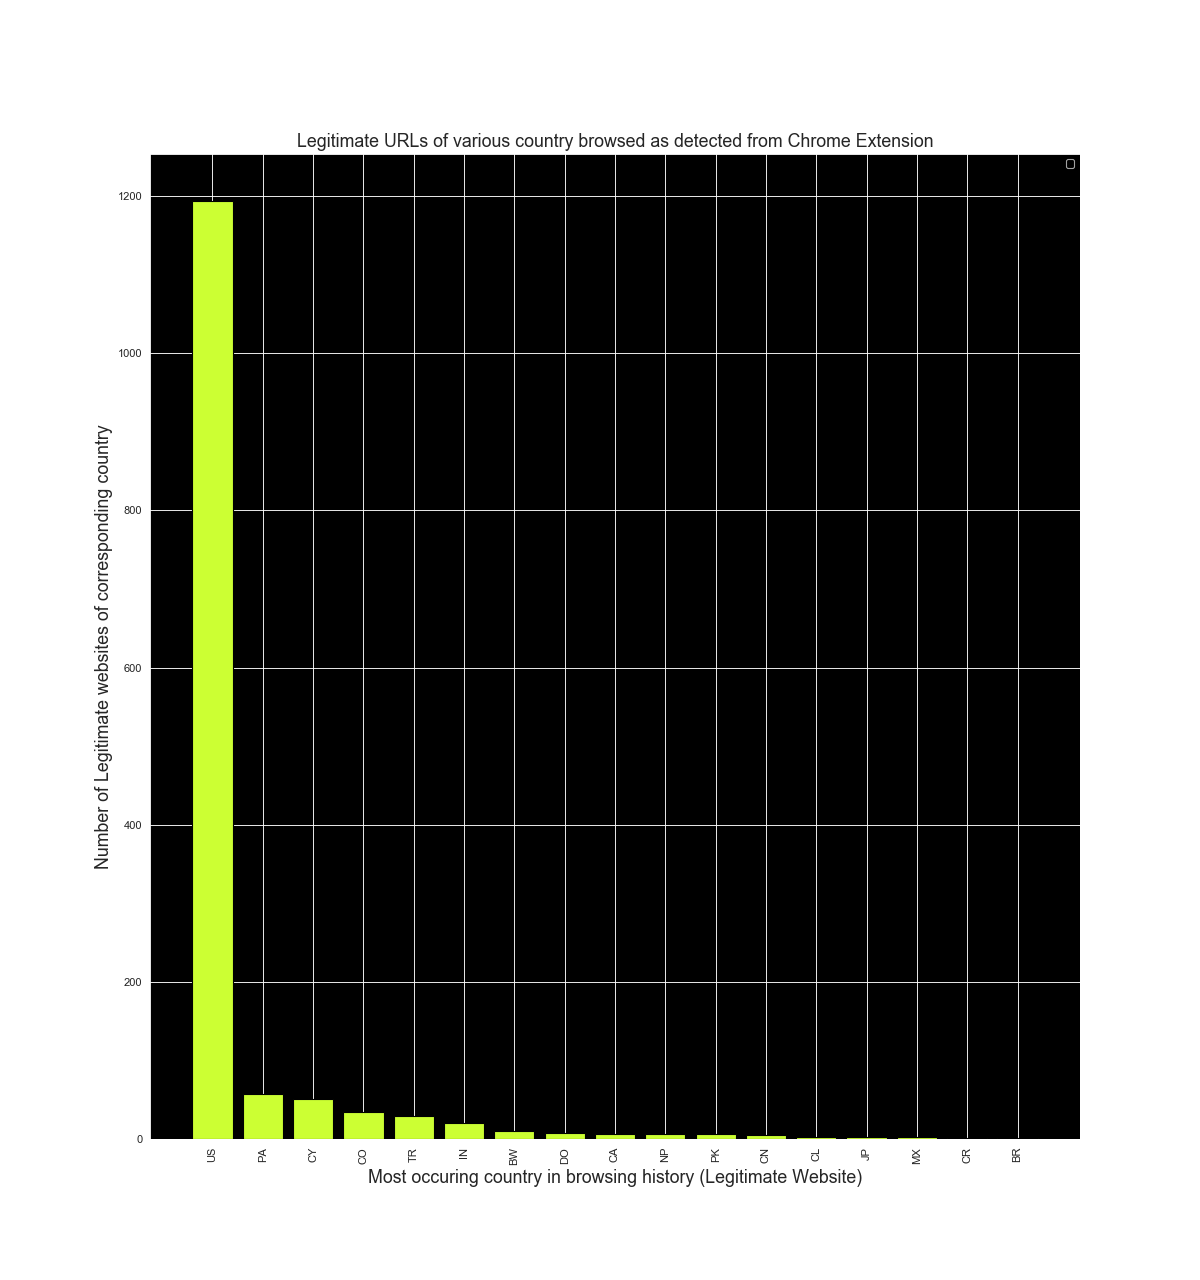 Legitimate URLs of various country browsed as detected from Chrome Extension
Number of Legitimate websites of corresponding country
1200
1000
800
600
400
200
0
US PA CY CO TR IN BW DO CA NP PK CN CL JP MX CR BR
Most occuring country in browsing history (Legitimate Website)